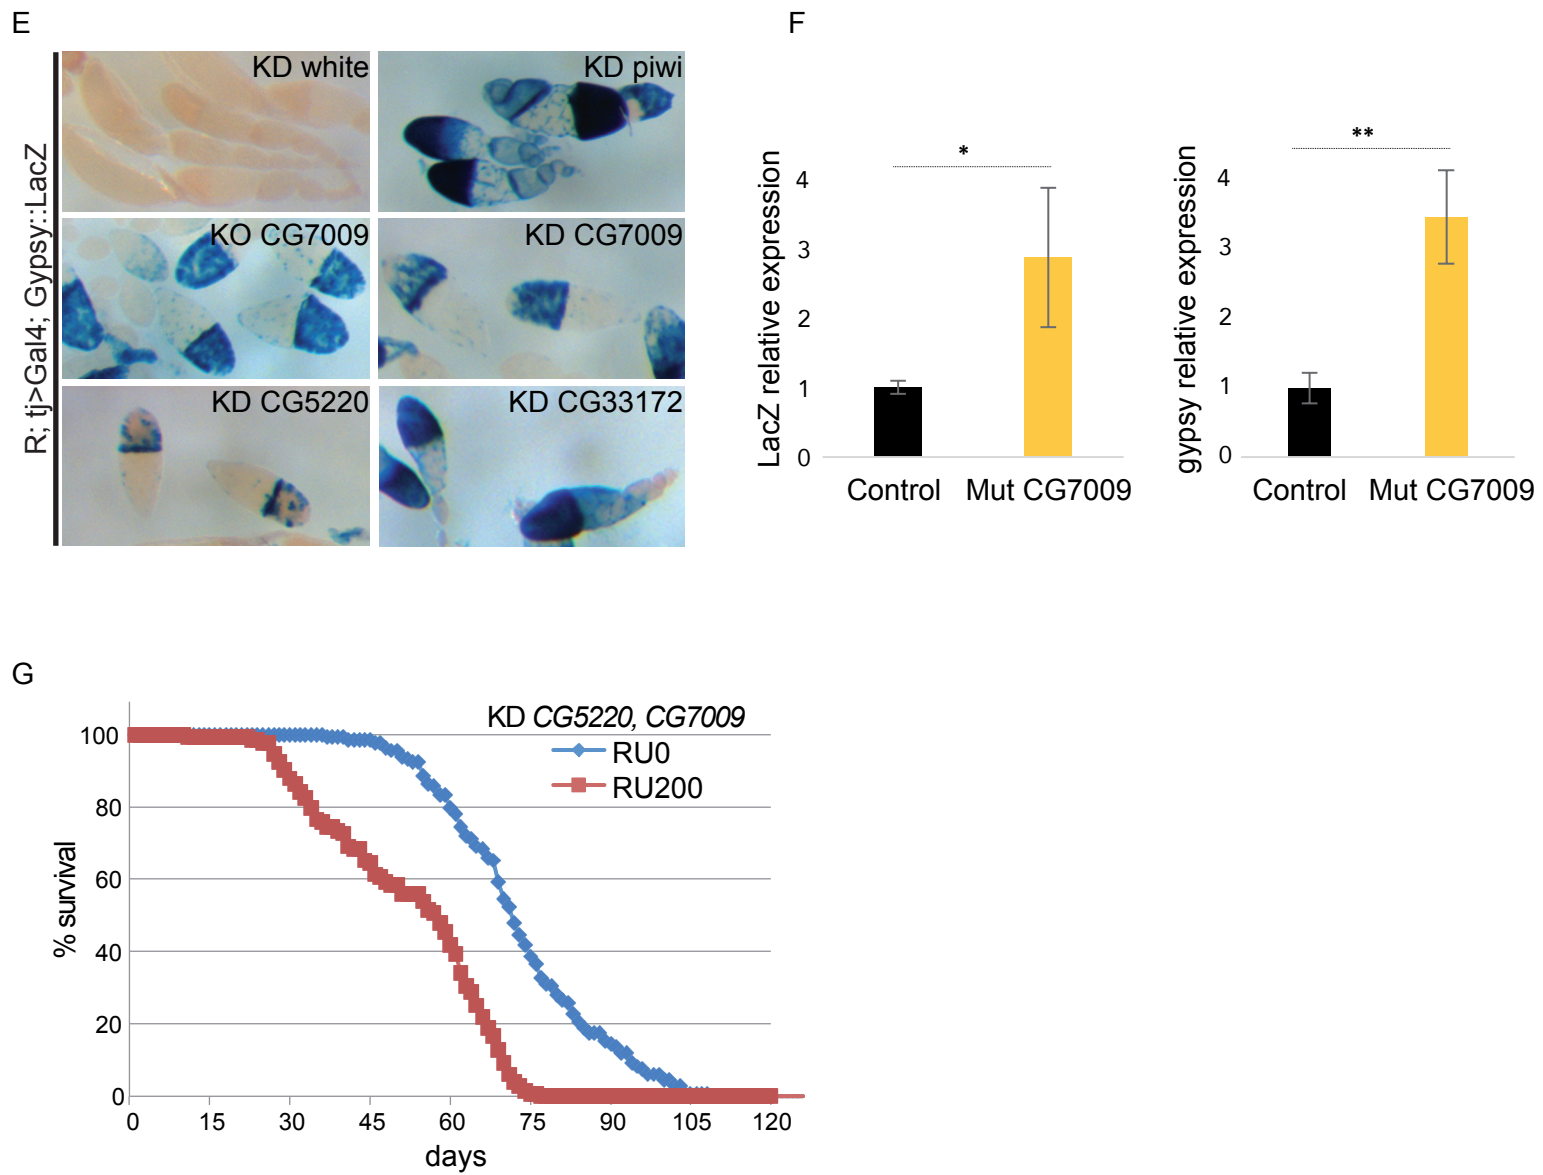 E
R; tj>Gal4; Gypsy::LacZ
KD white
KD piwi
KO CG7009
KD CG7009
KD CG5220
KD CG33172
F
LacZ relative expression
4
3
2
1
0
*
Control
Mut CG7009
gypsy relative expression
4
3
2
1
0
**
Control
Mut CG7009
G
KD CG5220, CG7009
RU0
RU200
% survival
100
80
60
40
20
0
0 15 30 45 60 75 90 105 120
days